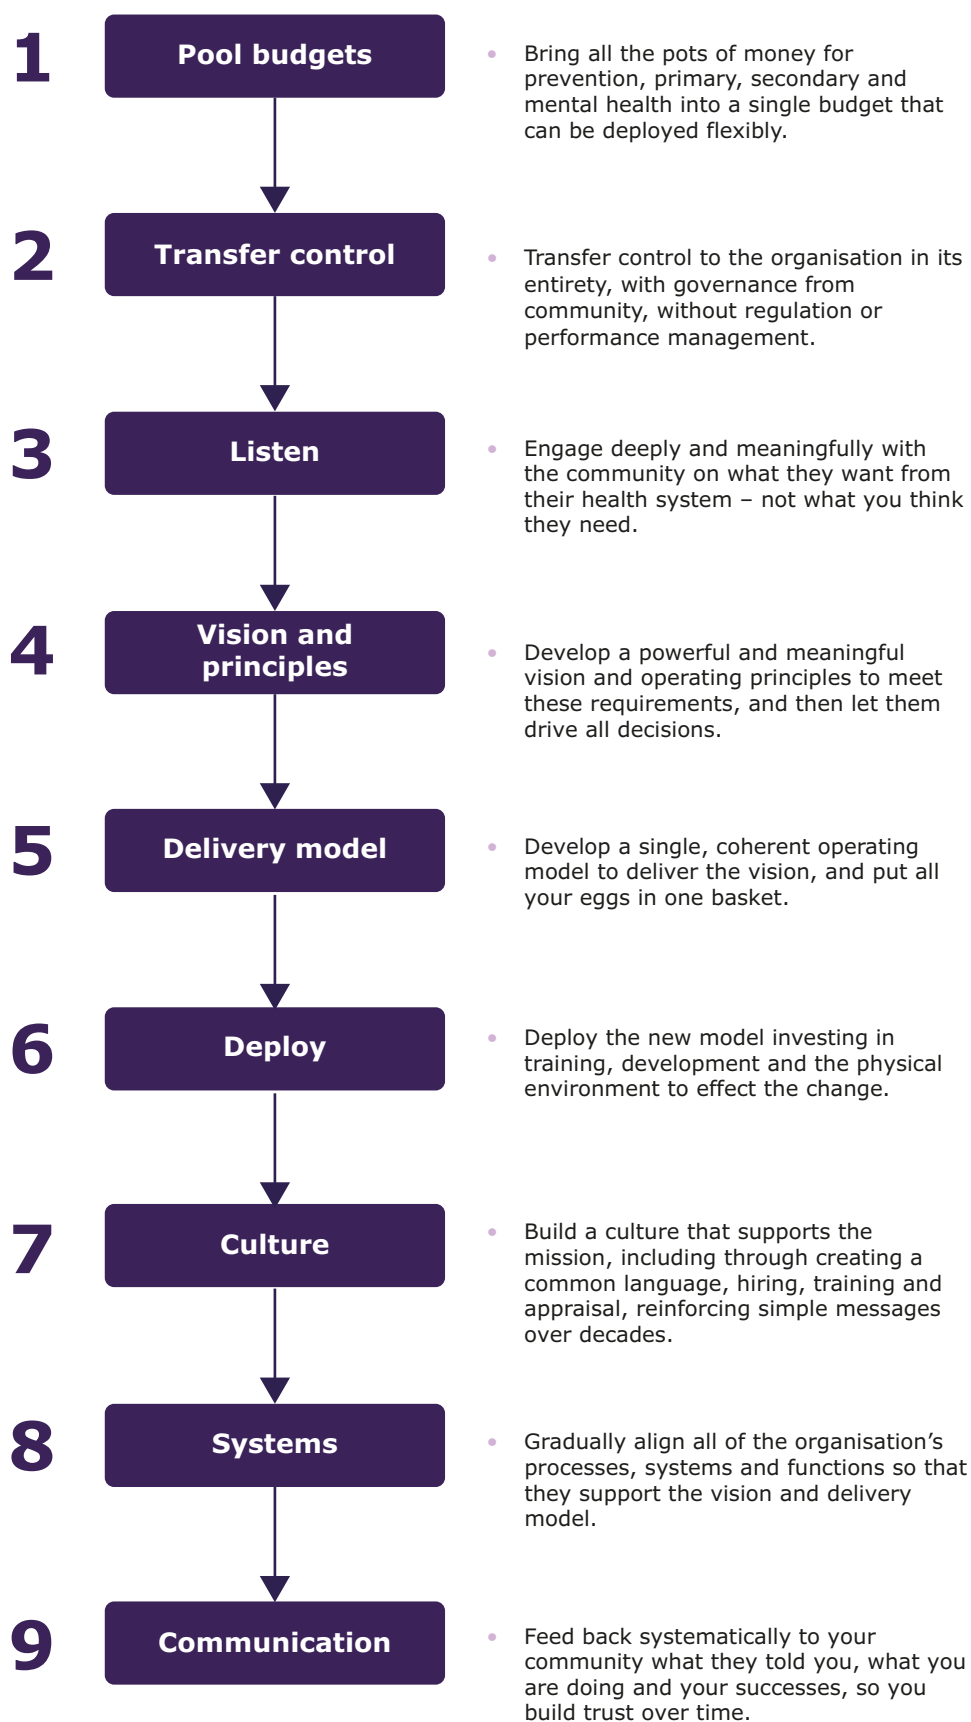 1
Pool budgets
• Bring all the pots of money for
prevention, primary, secondary and
mental health into a single budget that
can be deployed flexibly.
2
Transfer control
• Transfer control to the organisation in its
entirety, with governance from
community, without regulation or
performance management.
3
Listen
• Engage deeply and meaningfully with
the community on what they want from
their health system – not what you think
they need.
4
Vision and
principles
• Develop a powerful and meaningful
vision and operating principles to meet
these requirements, and then let them
drive all decisions.
5
Delivery model
• Develop a single, coherent operating
model to deliver the vision, and put all
your eggs in one basket.
6
Deploy
• Deploy the new model investing in
training, development and the physical
environment to effect the change.
7
Culture
• Build a culture that supports the
mission, including through creating a
common language, hiring, training and
appraisal, reinforcing simple messages
over decades.
8
Systems
• Gradually align all of the organisation’s
processes, systems and functions so that
they support the vision and delivery
model.
9
Communication
• Feed back systematically to your
community what they told you, what you
are doing and your successes, so you
build trust over time.